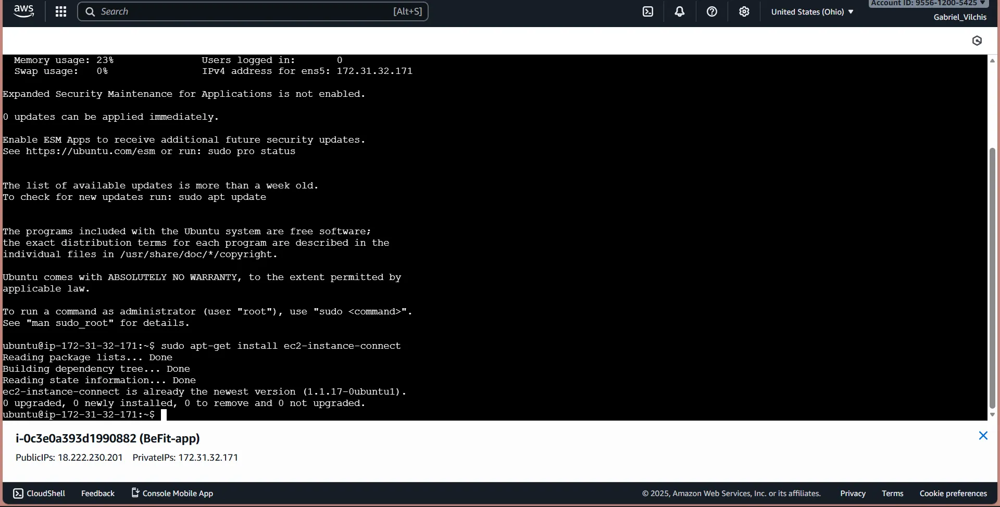 aws
Search
[Alt+S]
United States (Ohio)
Account ID: 9556-1200-5425
Gabriel_Vilchis
Memory usage: 23%               Users logged in:       0
Swap usage:   0%                IPv4 address for ens5: 172.31.32.171
Expanded Security Maintenance for Applications is not enabled.
0 updates can be applied immediately.
Enable ESM Apps to receive additional future security updates.
See https://ubuntu.com/esm or run: sudo pro status
The list of available updates is more than a week old.
To check for new updates run: sudo apt update
The programs included with the Ubuntu system are free software;
the exact distribution terms for each program are described in the
individual files in /usr/share/doc/*/copyright.
Ubuntu comes with ABSOLUTELY NO WARRANTY, to the extent permitted by
applicable law.
To run a command as administrator (user "root"), use "sudo <command>".
See "man sudo_root" for details.
ubuntu@ip-172-31-32-171:~$ sudo apt-get install ec2-instance-connect
Reading package lists... Done
Building dependency tree... Done
Reading state information... Done
ec2-instance-connect is already the newest version (1.1.17-0ubuntu1).
0 upgraded, 0 newly installed, 0 to remove and 0 not upgraded.
ubuntu@ip-172-31-32-171:~$
i-0c3e0a393d1990882 (BeFit-app)
PublicIPs: 18.222.230.201    PrivateIPs: 172.31.32.171
CloudShell
Feedback
Console Mobile App
© 2025, Amazon Web Services, Inc. or its affiliates.
Privacy
Terms
Cookie preferences